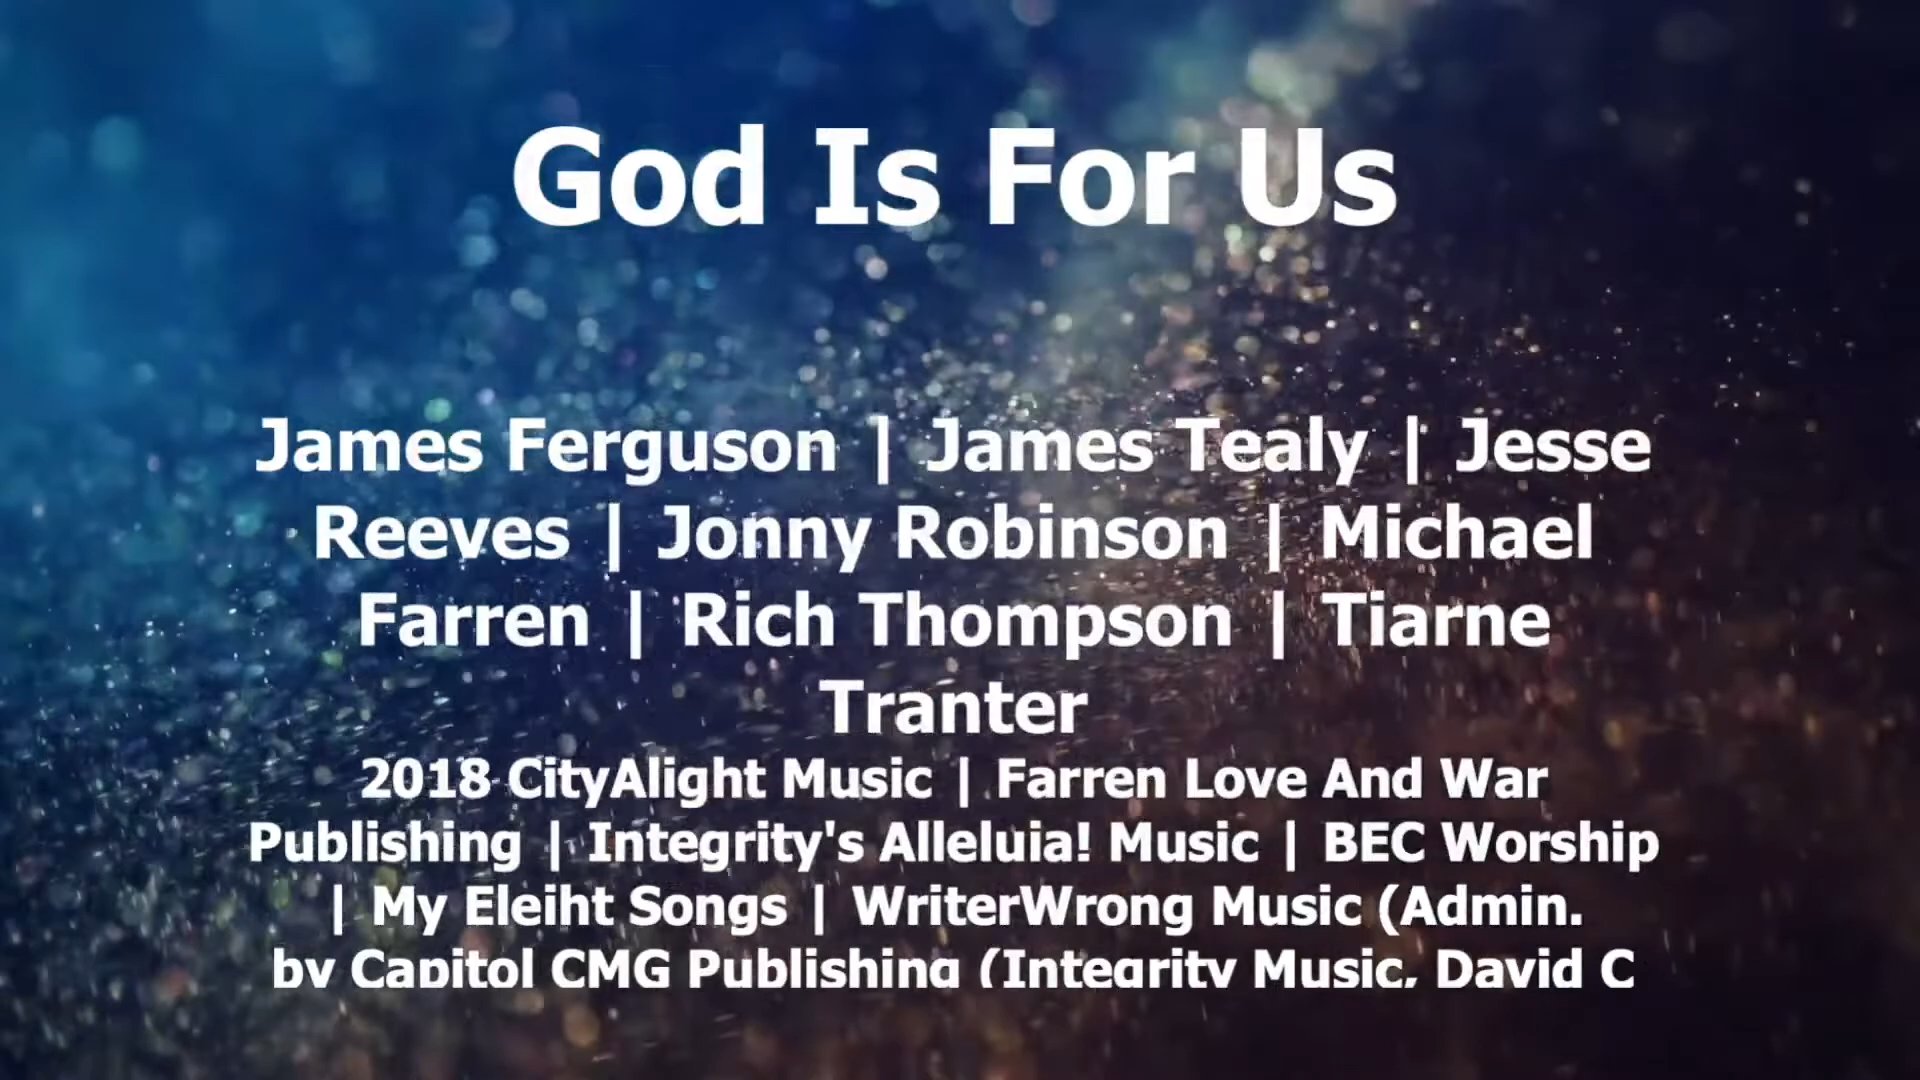 God Is For Us
James Ferguson | James Tealy | Jesse
Reeves | Jonny Robinson | Michael
Farren | Rich Thompson | Tiarne
Tranter
2018 CityAlight Music | Farren Love And War
Publishing | Integrity's Alleluia! Music | BEC Worship
| My Eleiht Songs | WriterWrong Music (Admin.
by Capitol CMG Publishing (Integrity Music, David C